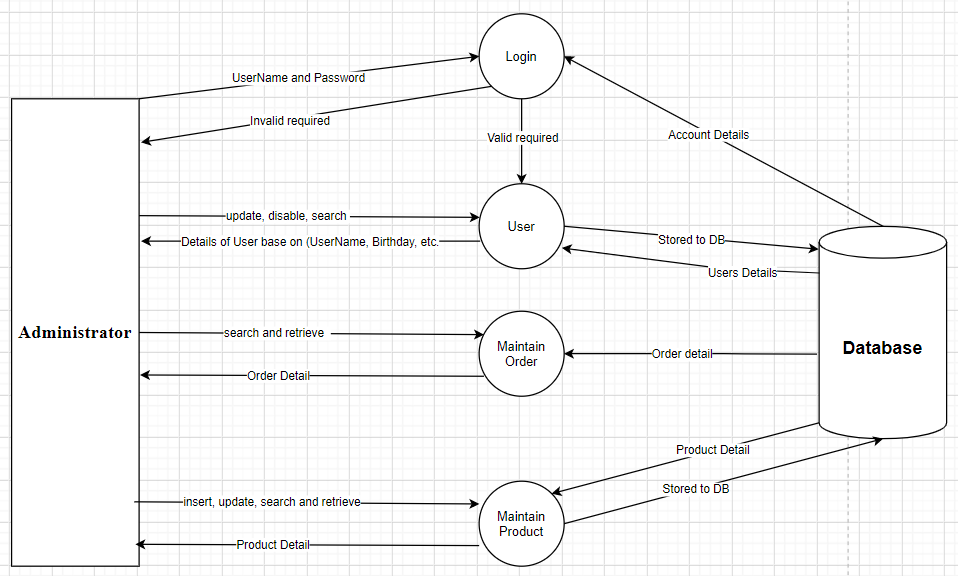 Login
UserName and Password
Invalid required
Valid required
Account Details
update, disable, search
User
Details of User base on (UserName, Birthday, etc.
Stored to DB
Users Details
Administrator
search and retrieve
Maintain
Order
Order detail
Database
Order Detail
Product Detail
Stored to DB
insert, update, search and retrieve
Maintain
Product
Product Detail